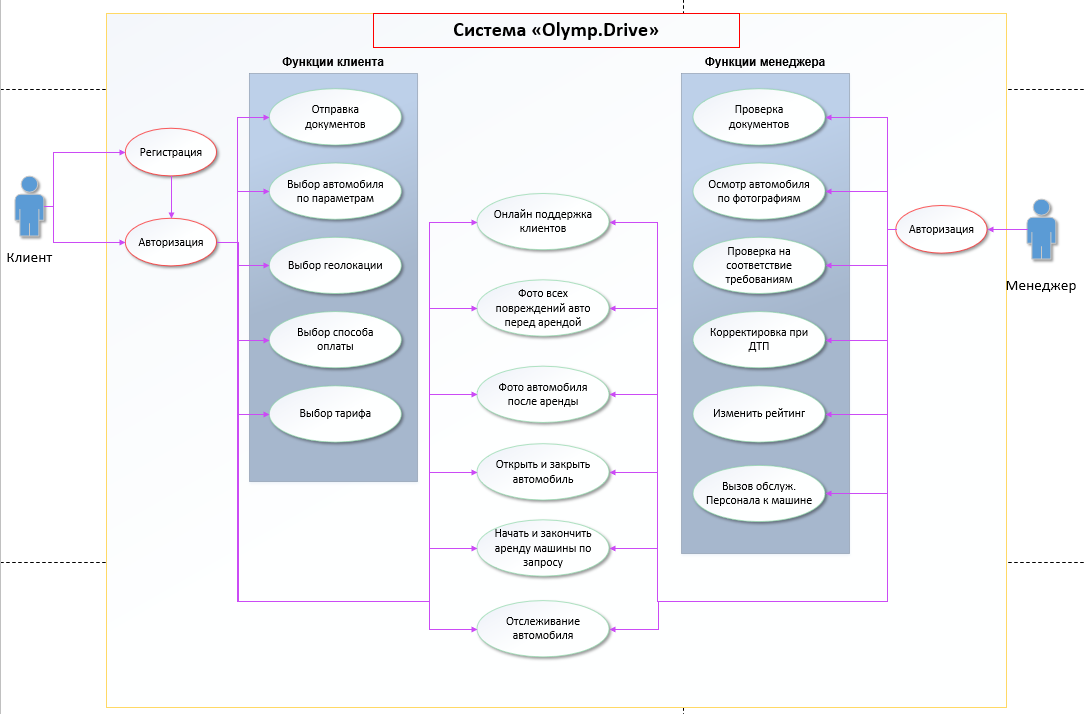 Система «Olymp.Drive»
Функции клиента
Функции менеджера
Отправка
документов
Выбор автомобиля
по параметрам
Выбор геолокации
Выбор способа
оплаты
Выбор тарифа
Регистрация
Авторизация
Клиент
Онлайн поддержка
клиентов
Фото всех
повреждений авто
перед арендой
Фото автомобиля
после аренды
Открыть и закрыть
автомобиль
Начать и закончить
аренду машины по
запросу
Отслеживание
автомобиля
Проверка
документов
Осмотр автомобиля
по фотографиям
Проверка на
соответствие
требованиям
Корректировка при
ДТП
Изменить рейтинг
Вызов обслуж.
Персонала к машине
Авторизация
Менеджер